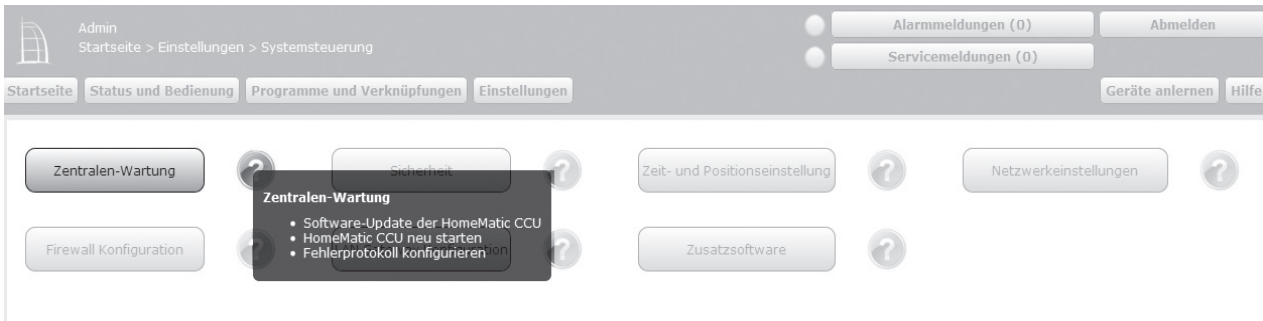 Admin
Startseite > Einstellungen > Systemsteuerung
Alarmmeldungen (0)
Abmelden
Servicemeldungen (0)
Startseite
Status und Bedienung
Programme und Verknüpfungen
Einstellungen
Geräte anlernen
Hilfe
Zentralen-Wartung
?
Sicherheit
?
Zeit- und Positionseinstellung
?
Netzwerkeinstellungen
?
Zentralen-Wartung
• Software-Update der HomeMatic CCU
• HomeMatic CCU neu starten
• Fehlerprotokoll konfigurieren
Firewall Konfiguration
?
?
Zusatzsoftware
?